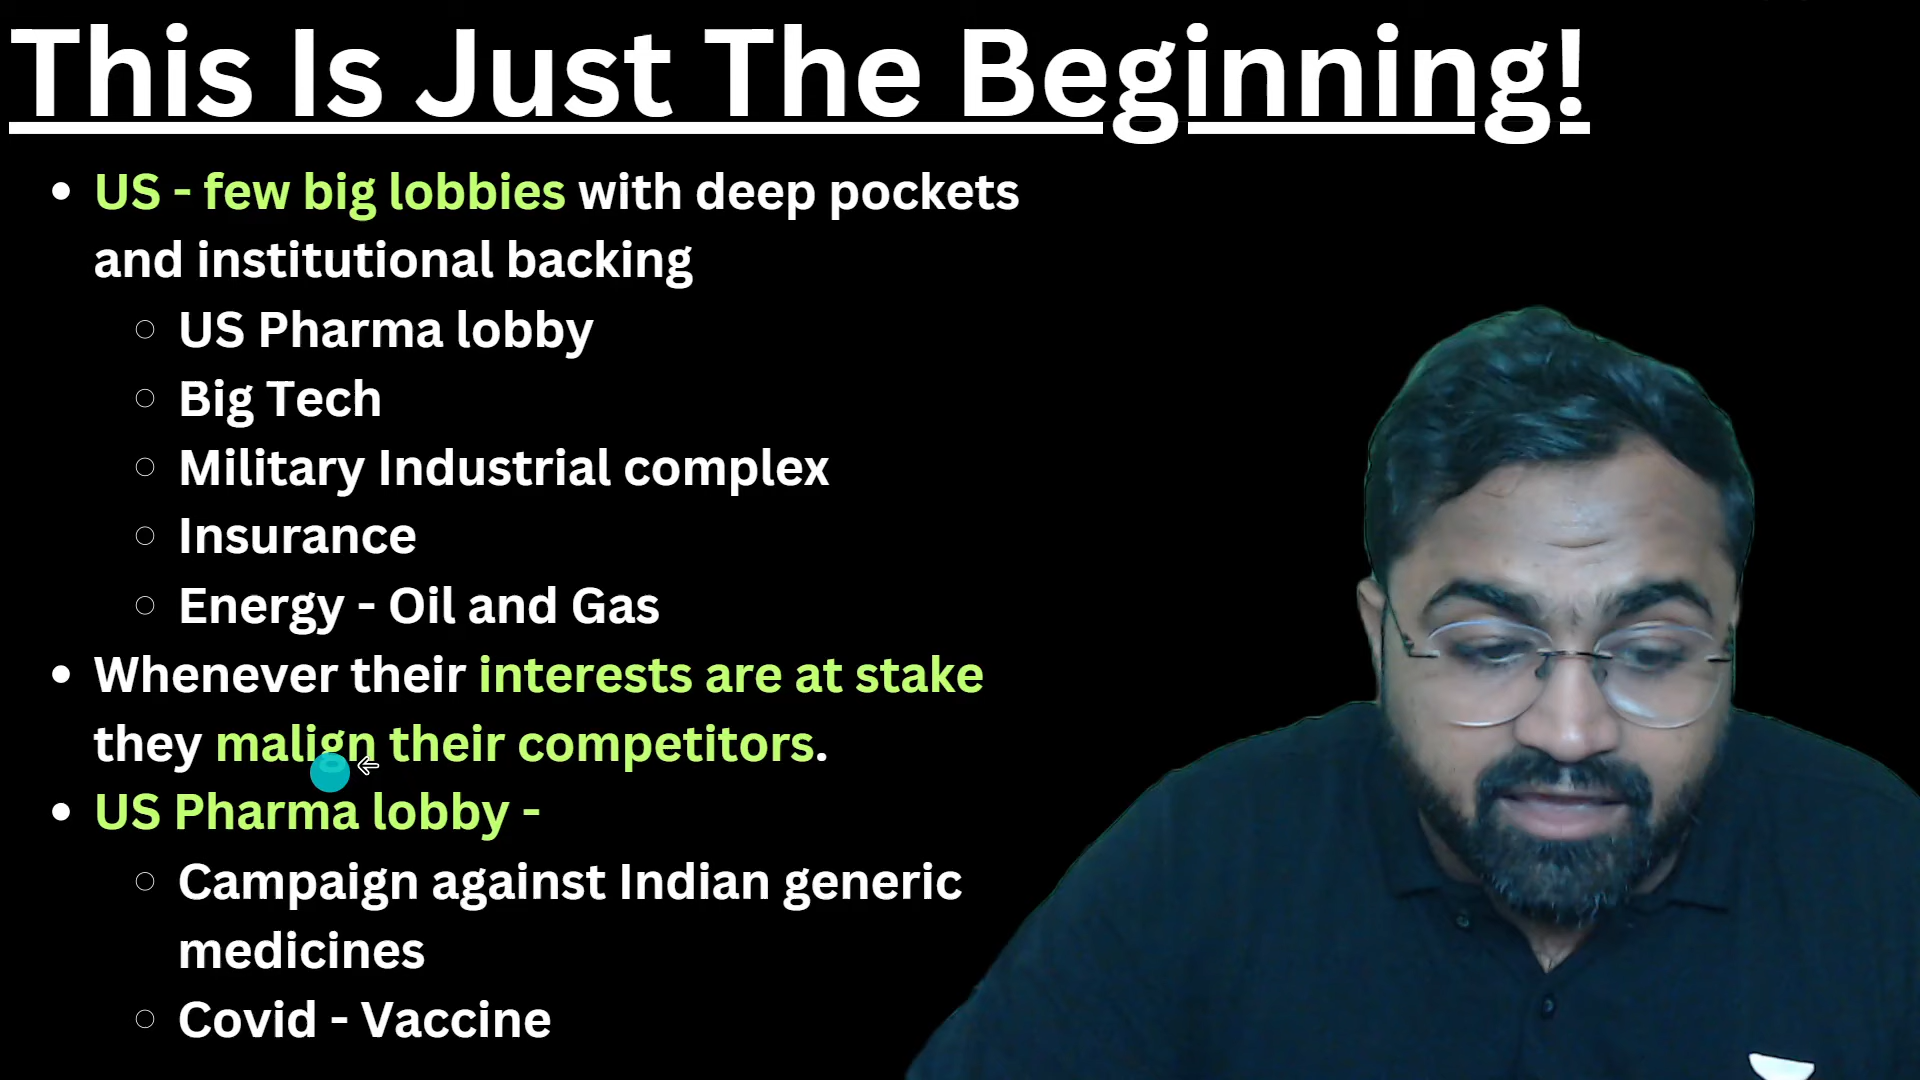 This Is Just The Beginning!
• US - few big lobbies with deep pockets
and institutional backing
○ US Pharma lobby
○ Big Tech
○ Military Industrial complex
○ Insurance
○ Energy - Oil and Gas
• Whenever their interests are at stake
they malign their competitors.
• US Pharma lobby -
○ Campaign against Indian generic
medicines
○ Covid - Vaccine